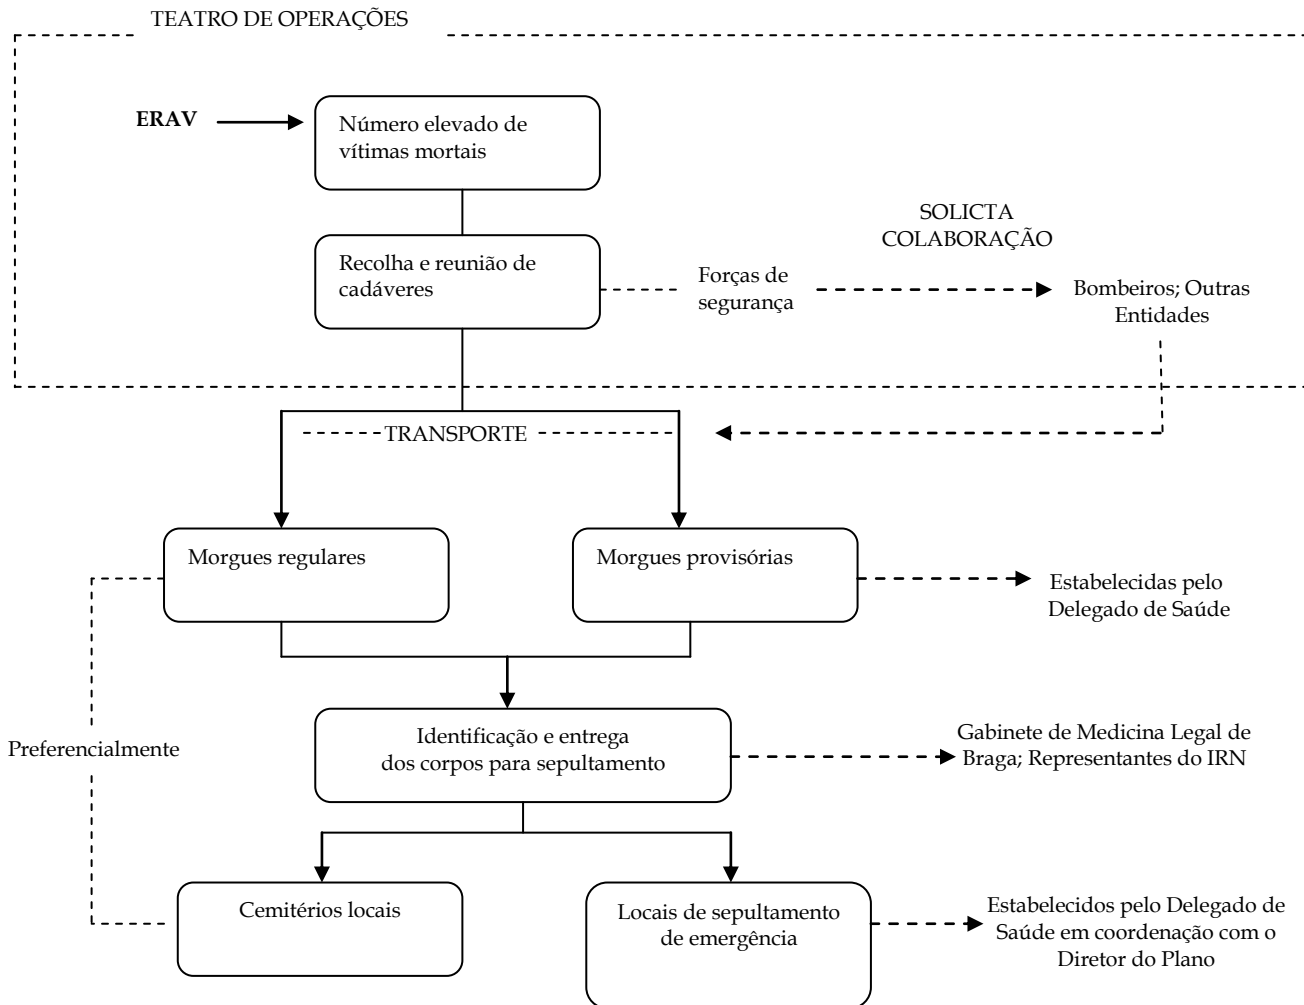 TEATRO DE OPERAÇÕES
ERAV
Número elevado de
vítimas mortais
SOLICTA
COLABORAÇÃO
Recolha e reunião de
cadáveres
Forças de
segurança
Bombeiros; Outras
Entidades
TRANSPORTE
Morgues regulares
Morgues provisórias
Estabelecidas pelo
Delegado de Saúde
Preferencialmente
Identificação e entrega
dos corpos para sepultamento
Gabinete de Medicina Legal de
Braga; Representantes do IRN
Cemitérios locais
Locais de sepultamento
de emergência
Estabelecidos pelo Delegado de
Saúde em coordenação com o
Diretor do Plano